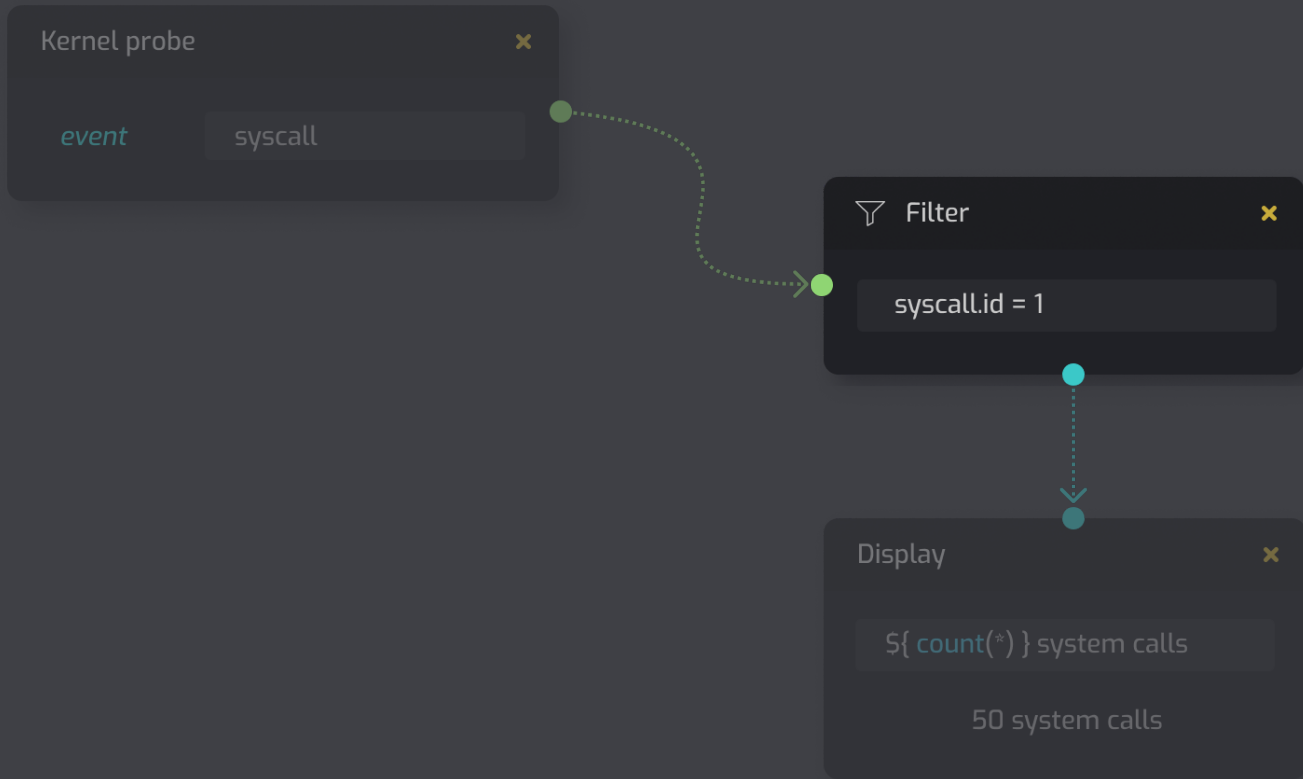 Kernel probe
event
syscall
Filter
syscall.id = 1
Display
${ count(*) } system calls
50 system calls